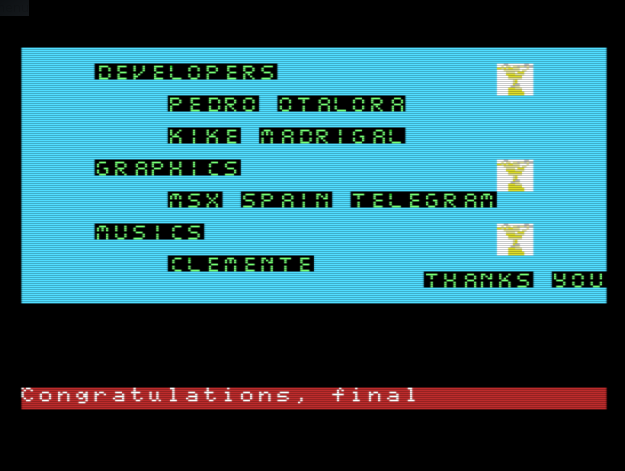 DEVELOPERS
PEDRO OTALORA
KIKE MADRIGAL
GRAPHICS
MSX SPAIN TELEGRAM
MUSICS
CLEMENTE
THANKS YOU
Congratulations, final